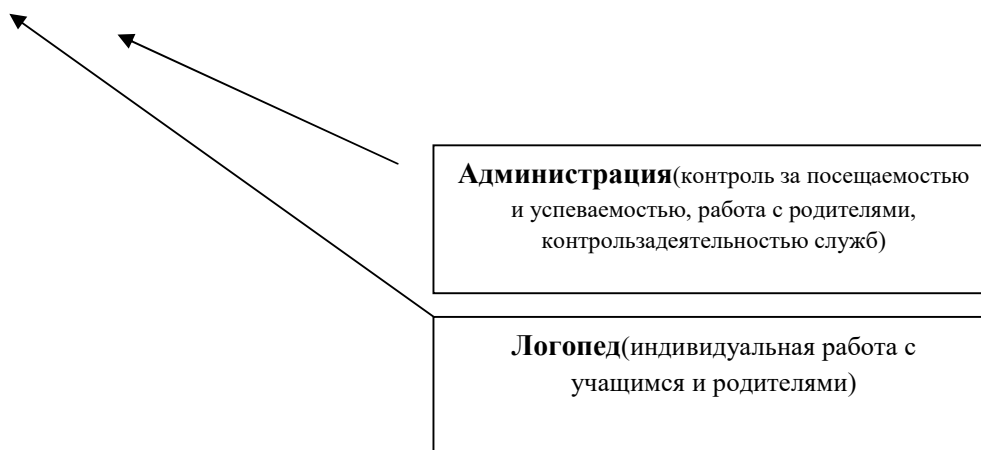 Администрация(контроль за посещаемостью
и успеваемостью, работа с родителями,
контрользадеятельностью служб)
Логопед(индивидуальная работа с
учащимся и родителями)